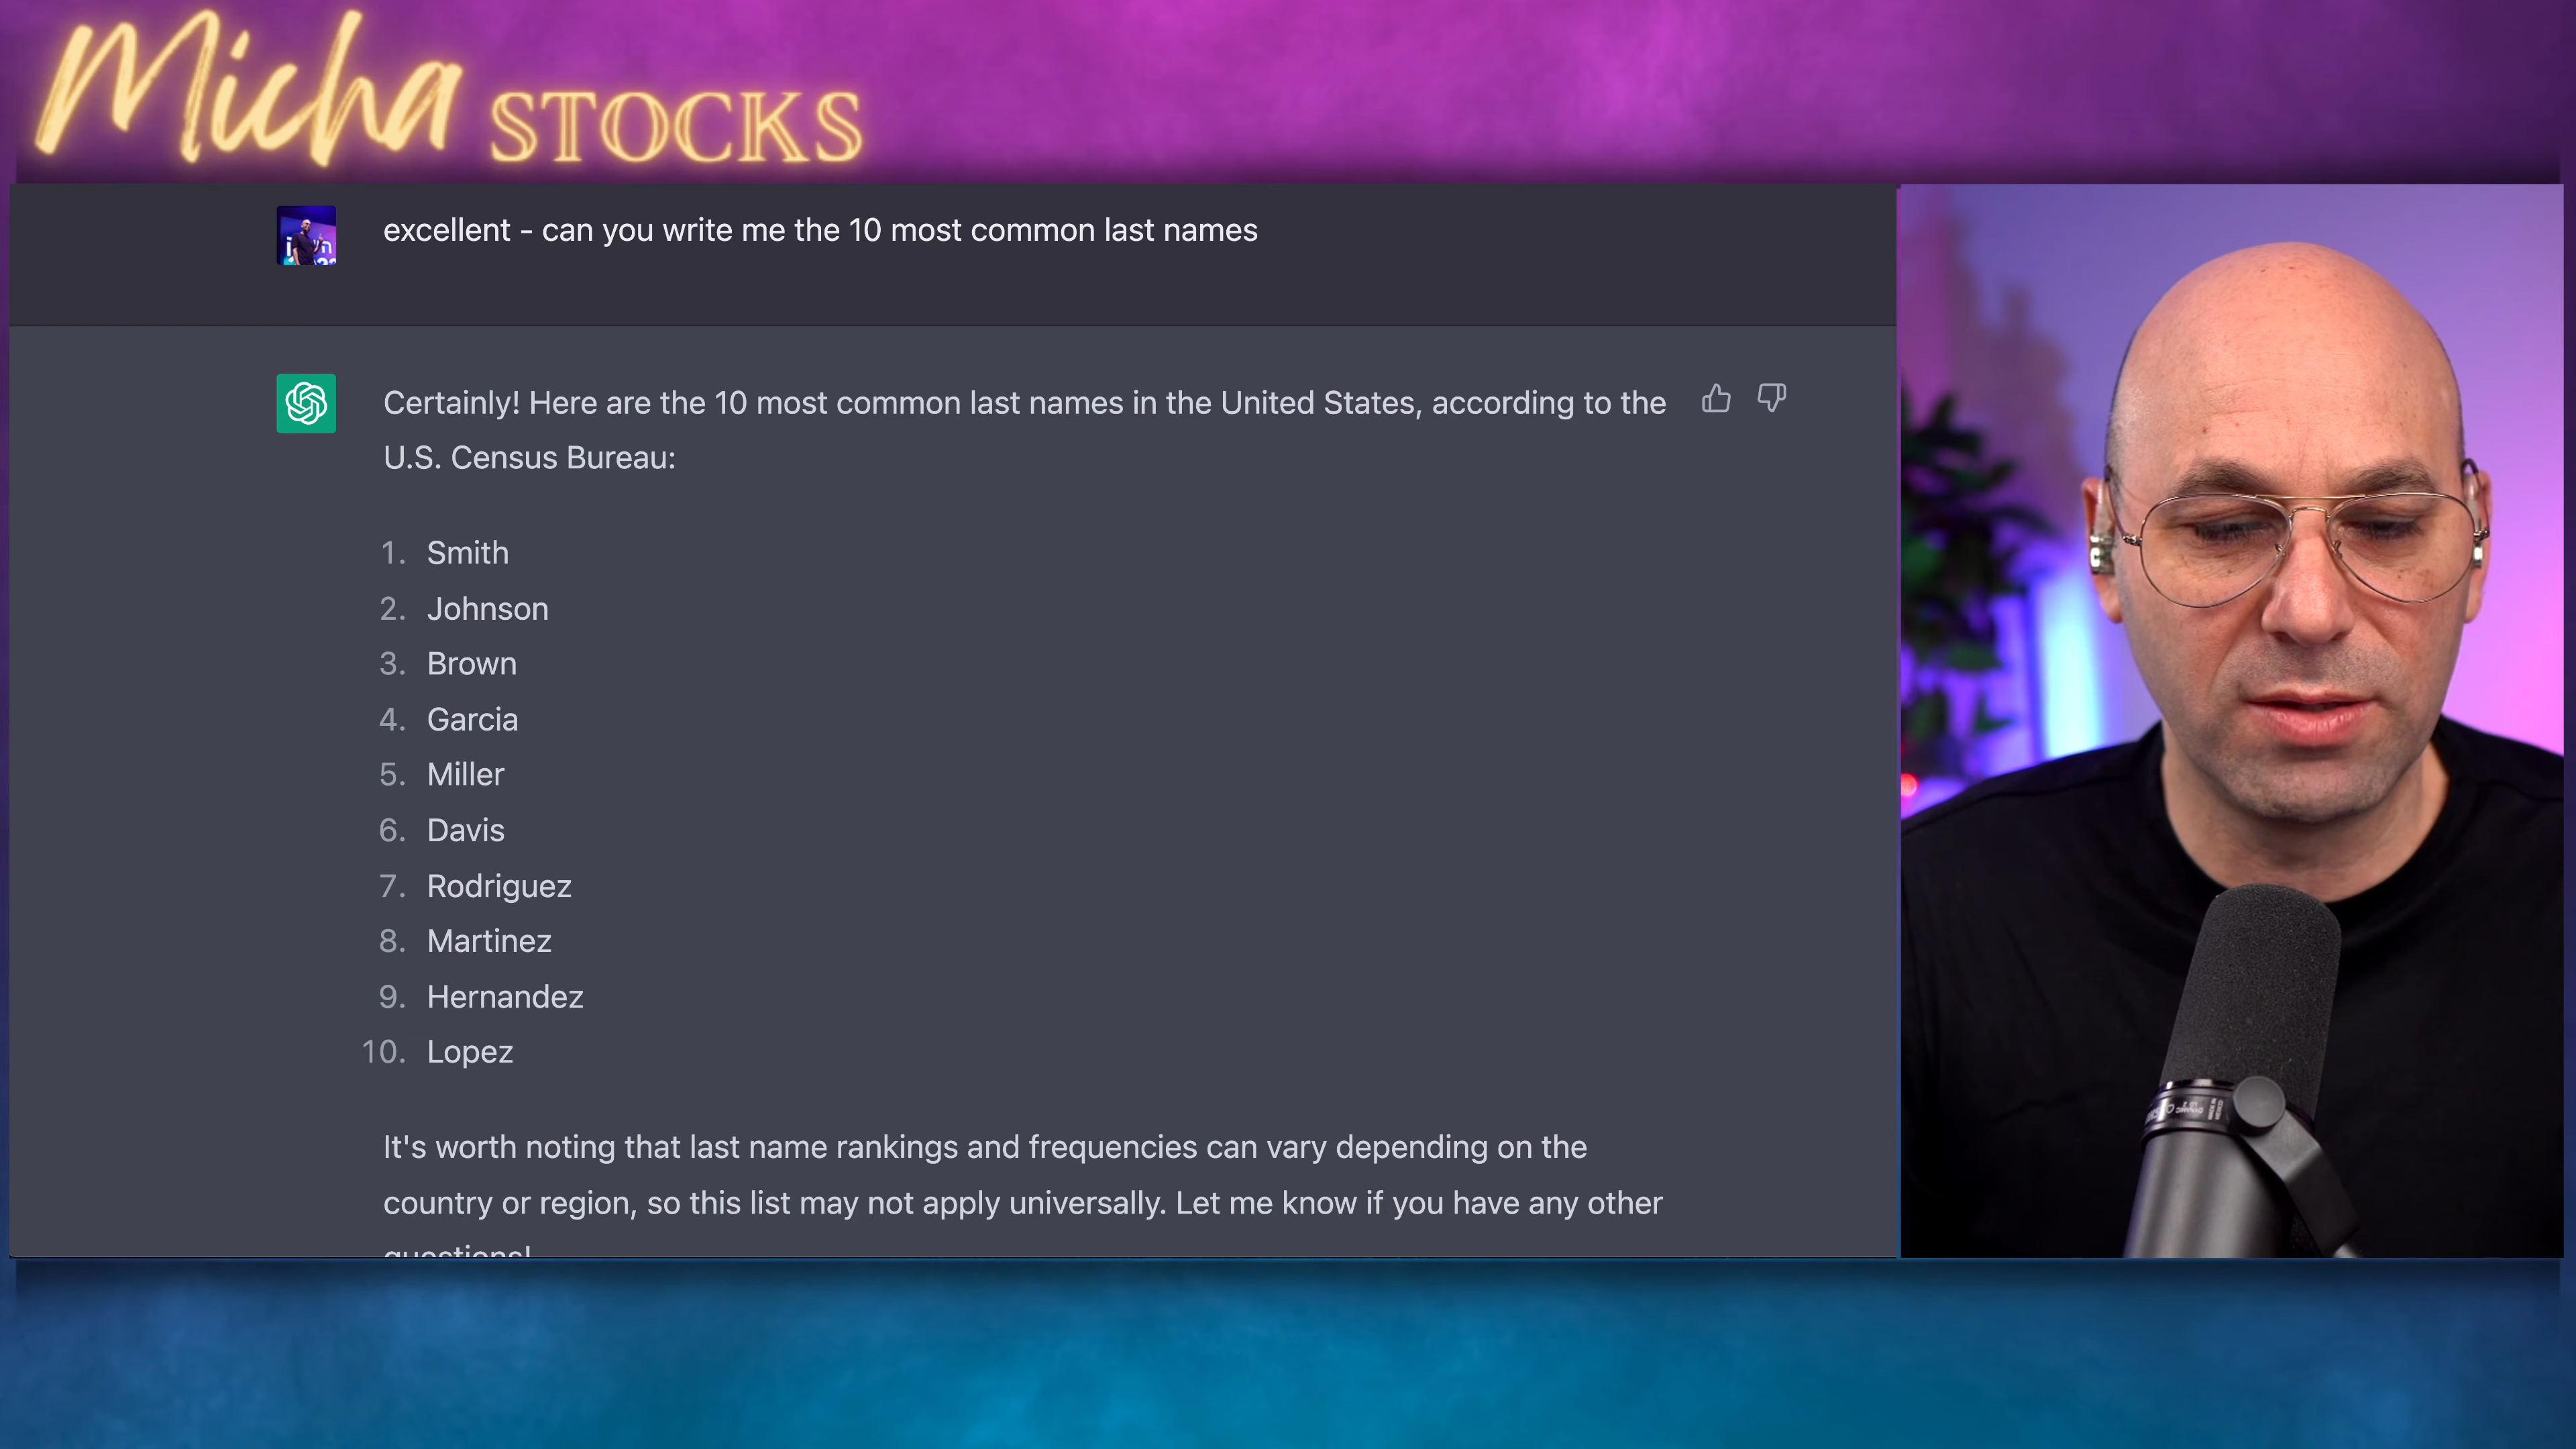 Micha STOCKS
excellent - can you write me the 10 most common last names
Certainly! Here are the 10 most common last names in the United States, according to the
U.S. Census Bureau:
1. Smith
2. Johnson
3. Brown
4. Garcia
5. Miller
6. Davis
7. Rodriguez
8. Martinez
9. Hernandez
10. Lopez
It's worth noting that last name rankings and frequencies can vary depending on the
country or region, so this list may not apply universally. Let me know if you have any other
questions!